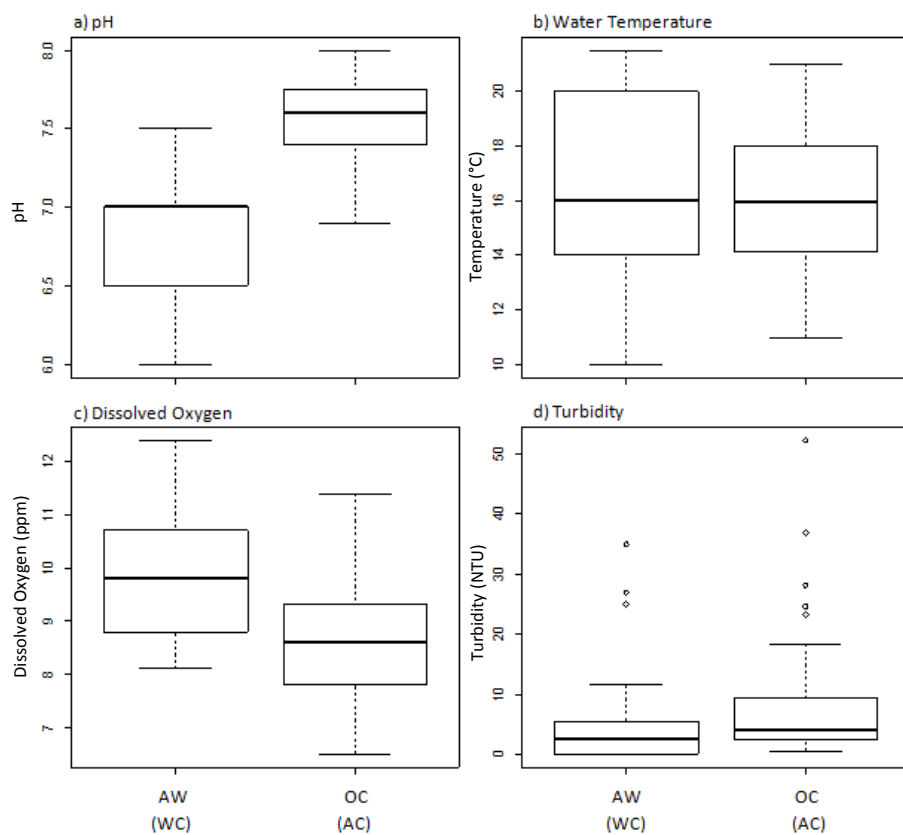 a) pH
b) Water Temperature
8.0
7.5
7.0
6.5
6.0
pH
20
18
16
14
12
10
Temperature (°C)
c) Dissolved Oxygen
d) Turbidity
12
11
10
9
8
7
Dissolved Oxygen (ppm)
50
40
30
20
10
0
Turbidity (NTU)
AW
(WC)
OC
(AC)
AW
(WC)
OC
(AC)